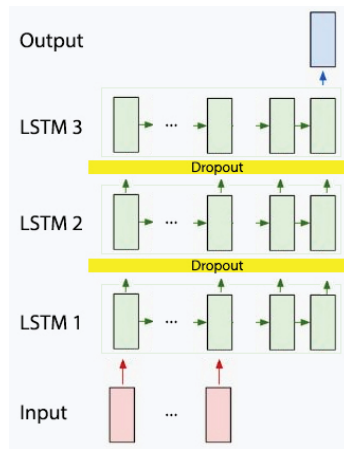 Output
LSTM 3
...
Dropout
LSTM 2
...
Dropout
LSTM 1
...
Input
...